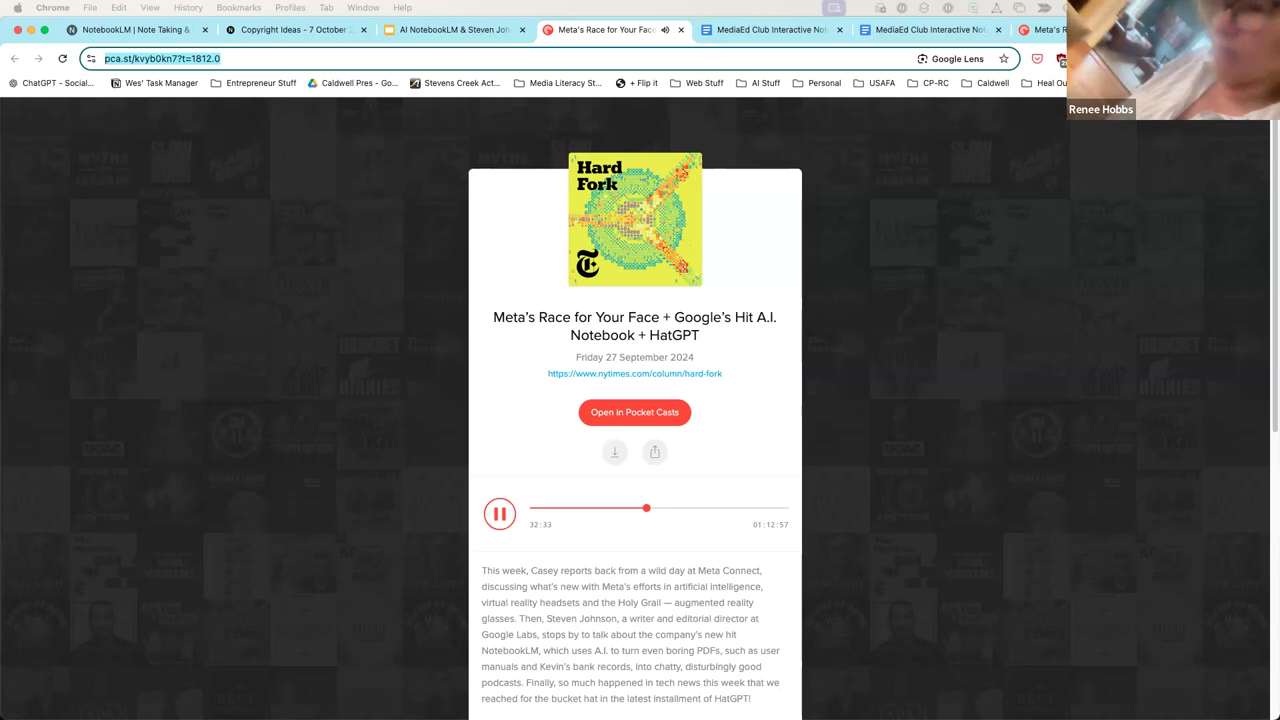 Chrome File Edit View History Bookmarks Profiles Tab Window Help
NotebookLM | Note Taking &
Copyright Ideas - 7 October 2
AI NotebookLM & Steven Joh
Meta's Race for Your Face
MediaEd Club Interactive Not
MediaEd Club Interactive Not
Meta's R
pca.st/kvyb0kn7?t=1812.0
Google Lens
ChatGPT - Social...
Wes' Task Manager
Entrepreneur Stuff
Caldwell Pres - Go...
Stevens Creek Act...
Media Literacy St...
+ Flip it
Web Stuff
AI Stuff
Personal
USAFA
CP-RC
Caldwell
Heal Ou
Renee Hobbs
Hard
Fork
T
Meta's Race for Your Face + Google's Hit A.I.
Notebook + HatGPT
Friday 27 September 2024
https://www.nytimes.com/column/hard-fork
Open in Pocket Casts
32:33
01:12:57
This week, Casey reports back from a wild day at Meta Connect,
discussing what's new with Meta's efforts in artificial intelligence,
virtual reality headsets and the Holy Grail — augmented reality
glasses. Then, Steven Johnson, a writer and editorial director at
Google Labs, stops by to talk about the company's new hit
NotebookLM, which uses A.I. to turn even boring PDFs, such as user
manuals and Kevin's bank records, into chatty, disturbingly good
podcasts. Finally, so much happened in tech news this week that we
reached for the bucket hat in the latest installment of HatGPT!